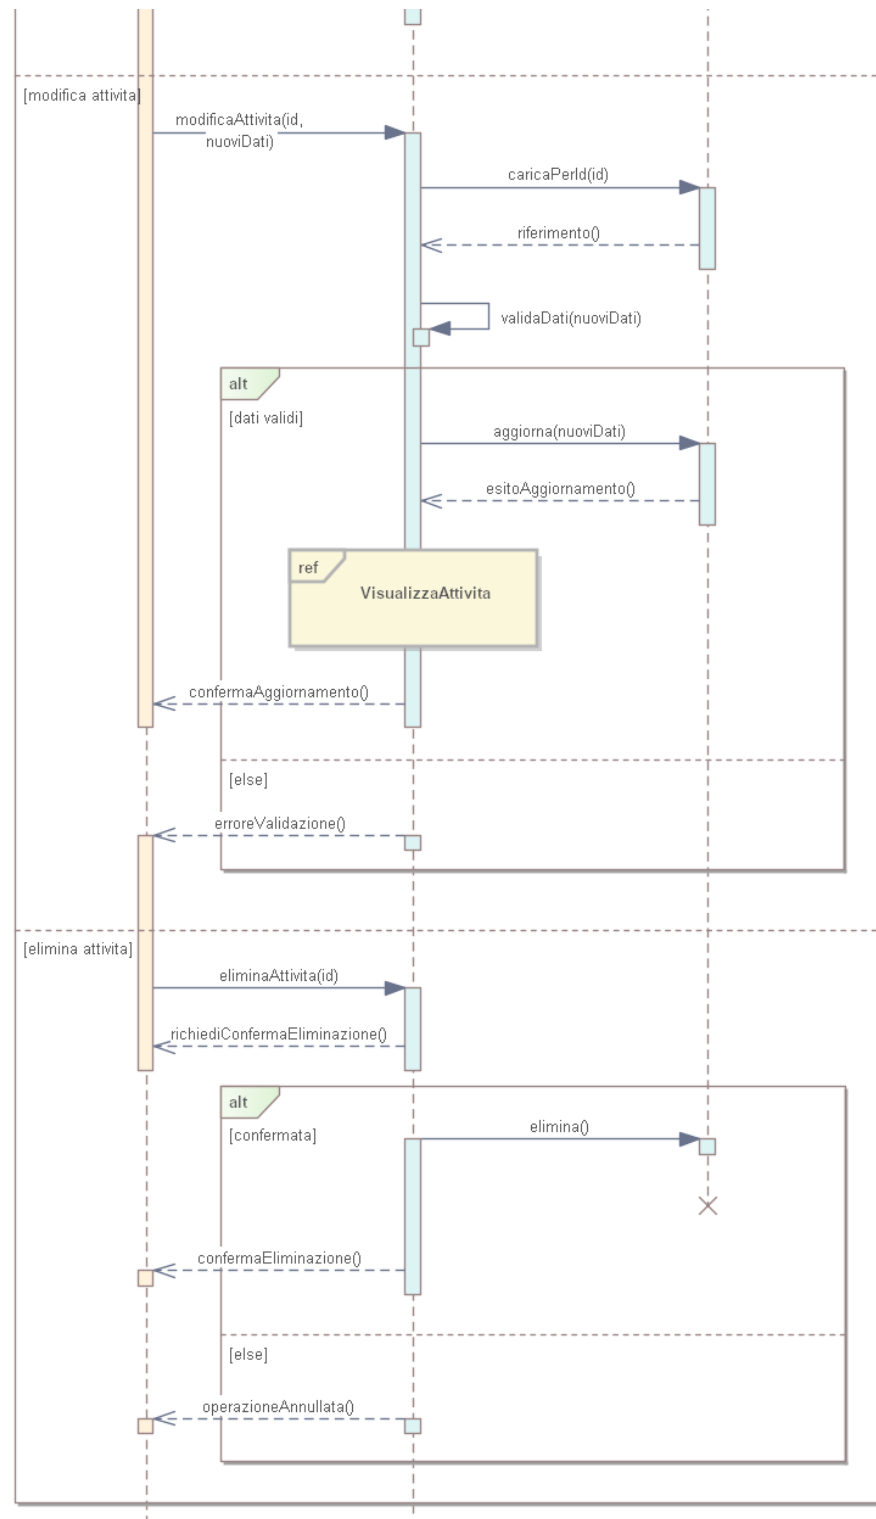 [modifica attivita]
modificaAttivita(id,
nuoviDati)
caricaPerId(id)
riferimento()
validaDati(nuoviDati)
alt
[dati validi]
aggiorna(nuoviDati)
esitoAggiornamento()
ref
VisualizzaAttivita
confermaAggiornamento()
[else]
erroreValidazione()
[elimina attivita]
eliminaAttivita(id)
richiediConfermaEliminazione()
alt
[confermata]
elimina()
confermaEliminazione()
[else]
operazioneAnnullata()